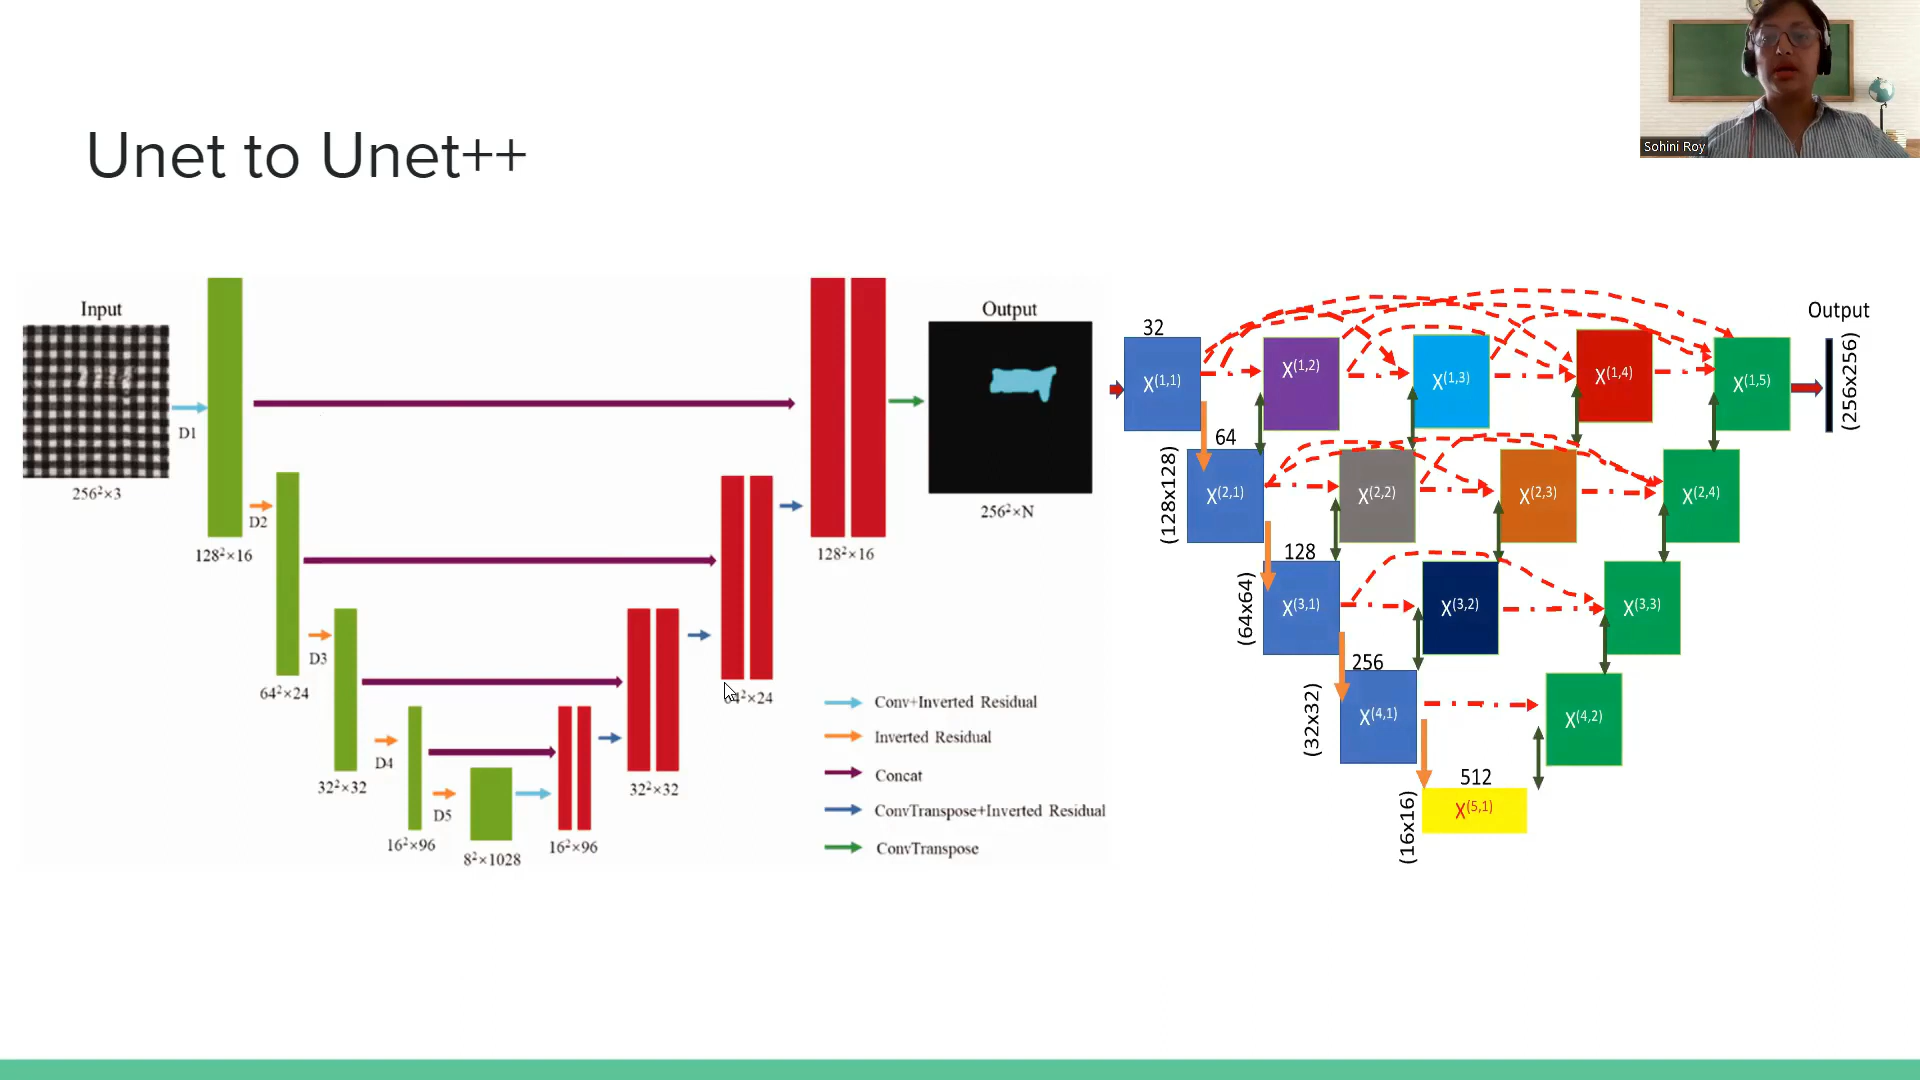 Sohini Roy
Unet to Unet++
Input
256²×3
D1
128²×16
D2
64²×24
D3
32²×32
D4
16²×96
D5
8²×1028
16²×96
32²×32
64²×24
128²×16
Output
256²×N
Conv+Inverted Residual
Inverted Residual
Concat
ConvTranspose+Inverted Residual
ConvTranspose
32
X(1,1)
X(1,2)
X(1,3)
X(1,4)
X(1,5)
Output
(256x256)
64
(128x128)
X(2,1)
X(2,2)
X(2,3)
X(2,4)
128
(64x64)
X(3,1)
X(3,2)
X(3,3)
256
(32x32)
X(4,1)
X(4,2)
512
(16x16)
X(5,1)